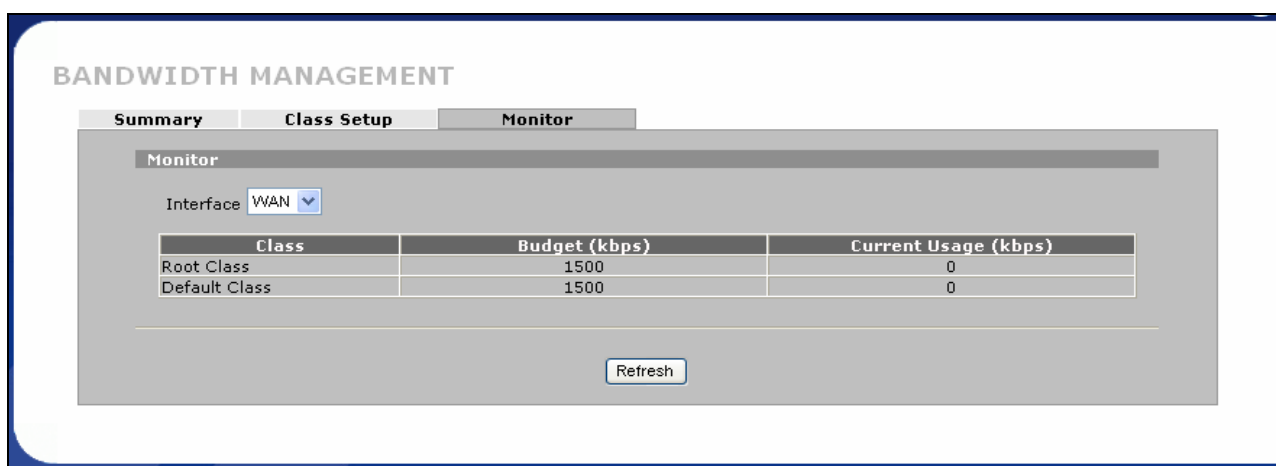 BANDWIDTH MANAGEMENT
Summary Class Setup Monitor
Monitor
Interface WAN
Class Budget (kbps) Current Usage (kbps)
Root Class 1500 0
Default Class 1500 0
Refresh